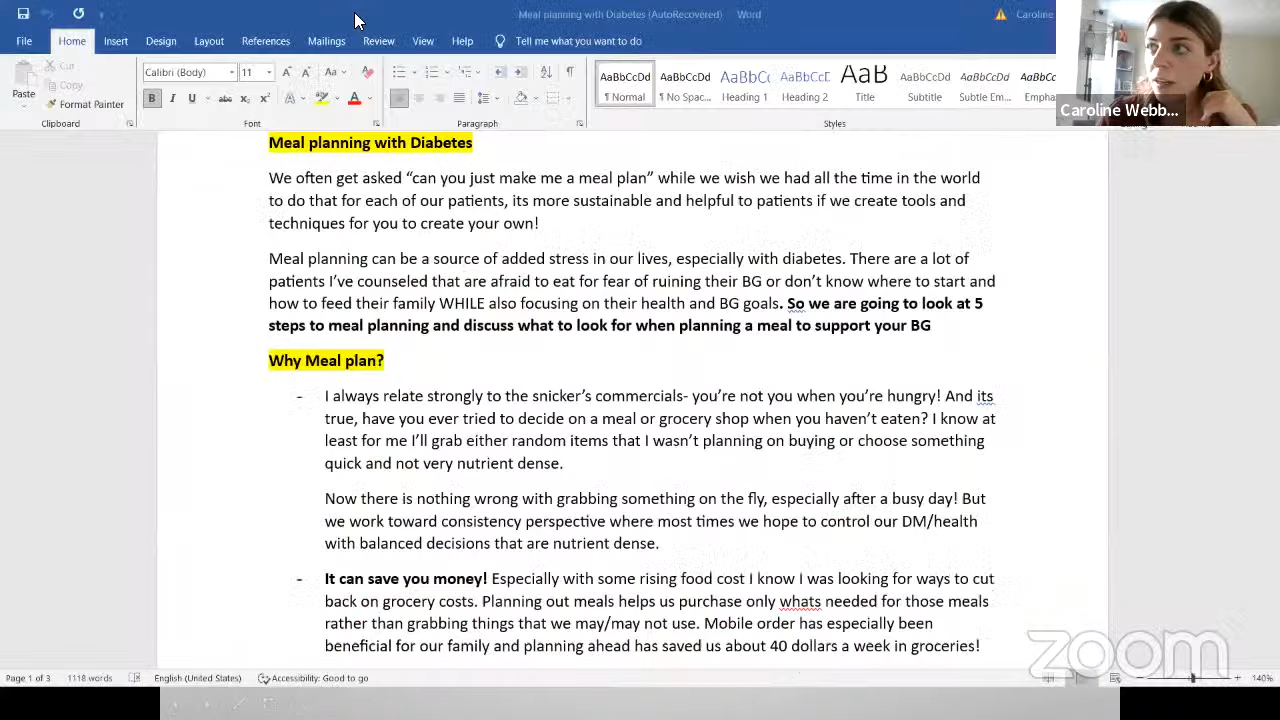 Meal planning with Diabetes (AutoRecovered) Word Caroline
File Home Insert Design Layout References Mailings Review View Help Tell me what you want to do
Calibri (Body) 11 Aa
Paste
Cut
Copy
Format Painter
B I U abc x₂ x² A A
AaBbCcDd AaBbCcDd AaBbCc AaBbCcD AaB AaBbCcDd AaBbCcDd AaBbCcDd
¶ Normal ¶ No Spac... Heading 1 Heading 2 Title Subtitle Subtle Em... Empha
Clipboard Font Paragraph Styles
Caroline Webb...
Meal planning with Diabetes
We often get asked “can you just make me a meal plan” while we wish we had all the time in the world
to do that for each of our patients, its more sustainable and helpful to patients if we create tools and
techniques for you to create your own!
Meal planning can be a source of added stress in our lives, especially with diabetes. There are a lot of
patients I’ve counseled that are afraid to eat for fear of ruining their BG or don’t know where to start and
how to feed their family WHILE also focusing on their health and BG goals. So we are going to look at 5
steps to meal planning and discuss what to look for when planning a meal to support your BG
Why Meal plan?
- I always relate strongly to the snicker’s commercials- you’re not you when you’re hungry! And its
true, have you ever tried to decide on a meal or grocery shop when you haven’t eaten? I know at
least for me I’ll grab either random items that I wasn’t planning on buying or choose something
quick and not very nutrient dense.
Now there is nothing wrong with grabbing something on the fly, especially after a busy day! But
we work toward consistency perspective where most times we hope to control our DM/health
with balanced decisions that are nutrient dense.
- It can save you money! Especially with some rising food cost I know I was looking for ways to cut
back on grocery costs. Planning out meals helps us purchase only whats needed for those meals
rather than grabbing things that we may/may not use. Mobile order has especially been
beneficial for our family and planning ahead has saved us about 40 dollars a week in groceries!
zoom
Page 1 of 3 1118 words English (United States) Accessibility: Good to go 140%